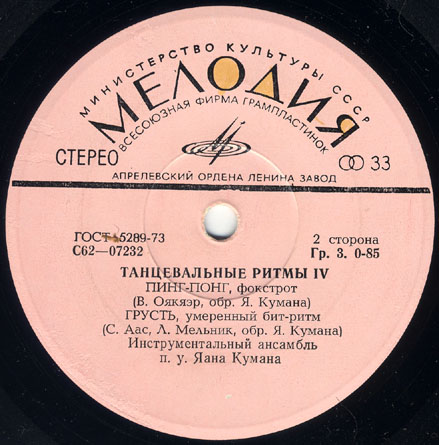 МИНИСТЕРСТВО КУЛЬТУРЫ СССР
МЕЛОДИЯ
ВСЕСОЮЗНАЯ ФИРМА ГРАМПЛАСТИНОК
СТЕРЕО
33
АПРЕЛЕВСКИЙ ОРДЕНА ЛЕНИНА ЗАВОД
ГОСТ 15289-73
2 сторона
С62—07232
Гр. 3. 0-85
ТАНЦЕВАЛЬНЫЕ РИТМЫ IV
ПИНГ-ПОНГ, фокстрот
(В. Оякяэр, обр. Я. Кумана)
ГРУСТЬ, умеренный бит-ритм
(С. Аас, Л. Мельник, обр. Я. Кумана)
Инструментальный ансамбль
п. у. Яана Кумана